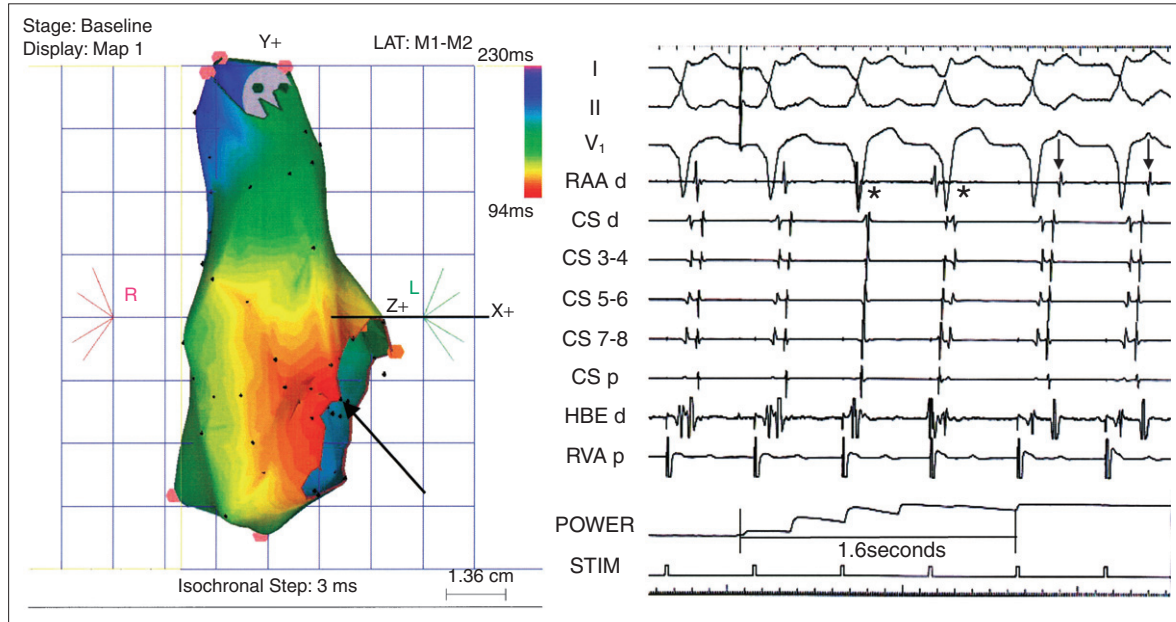 Stage: Baseline
Display: Map 1
Y+
LAT: M1-M2
230ms
94ms
R
L
Z+
X+
Isochronal Step: 3 ms
1.36 cm
I
II
V1
RAA d
*
*
CS d
CS 3-4
CS 5-6
CS 7-8
CS p
HBE d
RVA p
POWER
1.6seconds
STIM